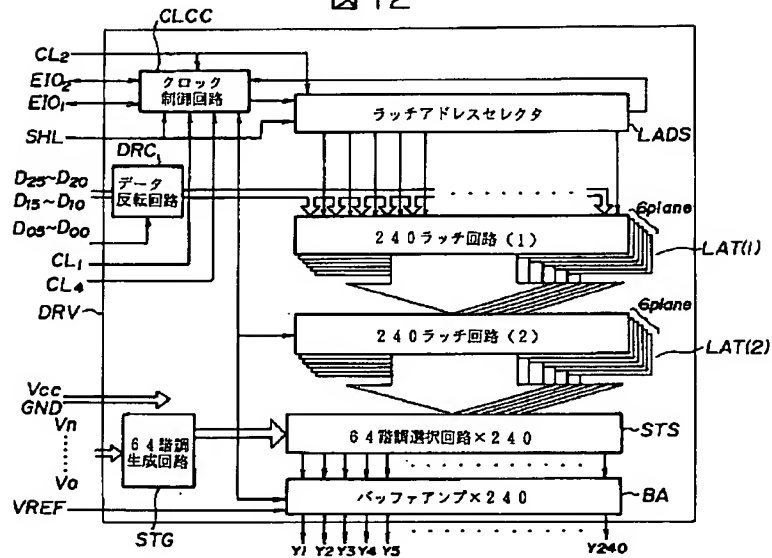 図12
CLCC
CL2
EIO2
EIO1
SHL
クロック
制御回路
ラッチアドレスセレクタ
LADS
DRC
D25~D20
D15~D10
D05~D00
データ
反転回路
CL1
CL4
DRV
6plane
240ラッチ回路(1)
LAT(1)
6plane
240ラッチ回路(2)
LAT(2)
Vcc
GND
Vn
Vo
VREF
64階調
生成回路
STG
64階調選択回路×240
STS
バッファアンプ×240
BA
Y1 Y2 Y3 Y4 Y5 Y240